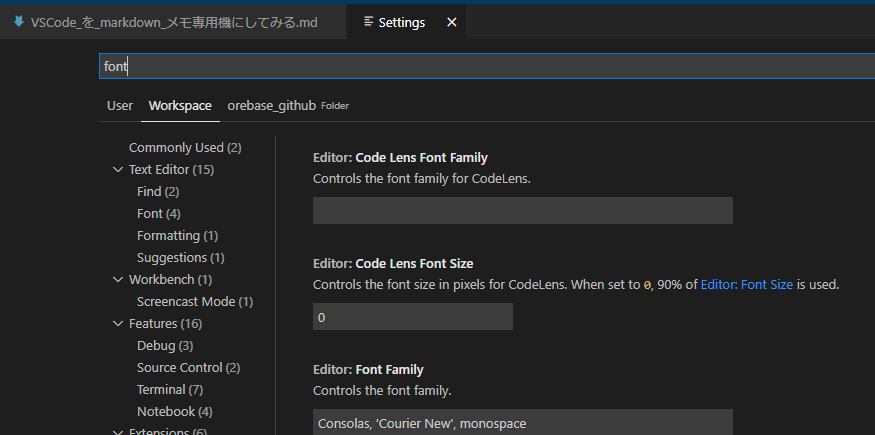 VSCode_を_markdown_メモ専用機にしてみる.md
Settings
font
User Workspace orebase_github Folder
Commonly Used (2)
Text Editor (15)
Find (2)
Font (4)
Formatting (1)
Suggestions (1)
Workbench (1)
Screencast Mode (1)
Features (16)
Debug (3)
Source Control (2)
Terminal (7)
Notebook (4)
Extensions (6)
Editor: Code Lens Font Family
Controls the font family for CodeLens.
Editor: Code Lens Font Size
Controls the font size in pixels for CodeLens. When set to 0, 90% of Editor: Font Size is used.
0
Editor: Font Family
Controls the font family.
Consolas, 'Courier New', monospace